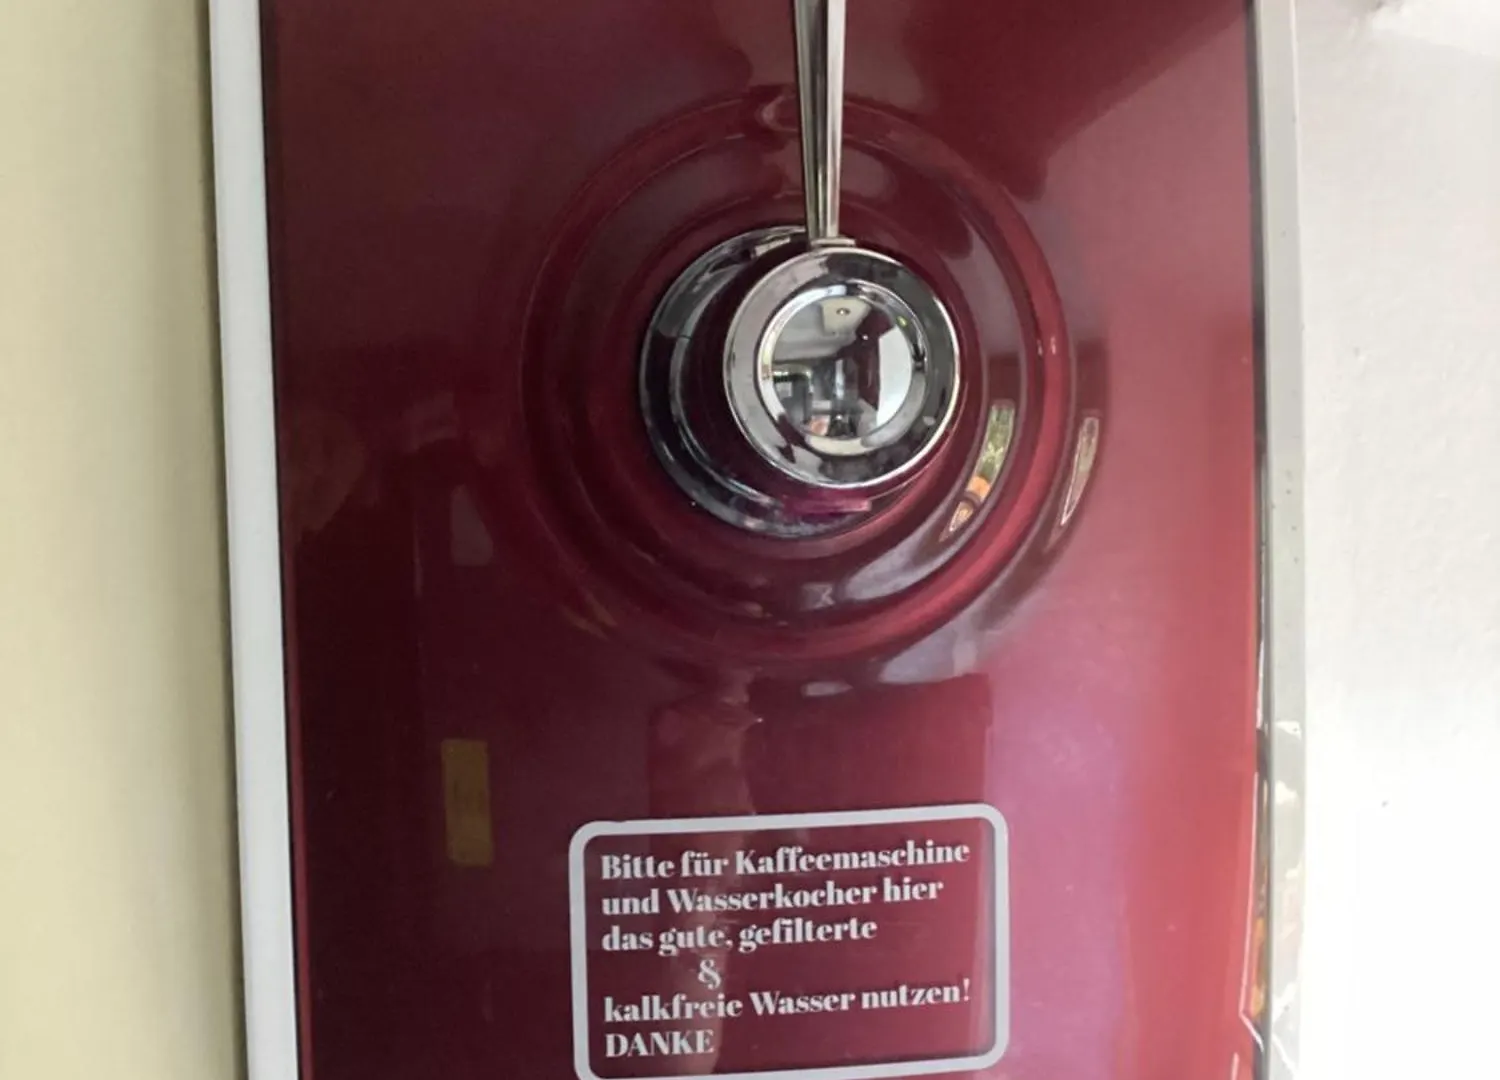 Bitte für Kaffeemaschine
und Wasserkocher hier
das gute, gefilterte
&
kalkfreie Wasser nutzen!
DANKE